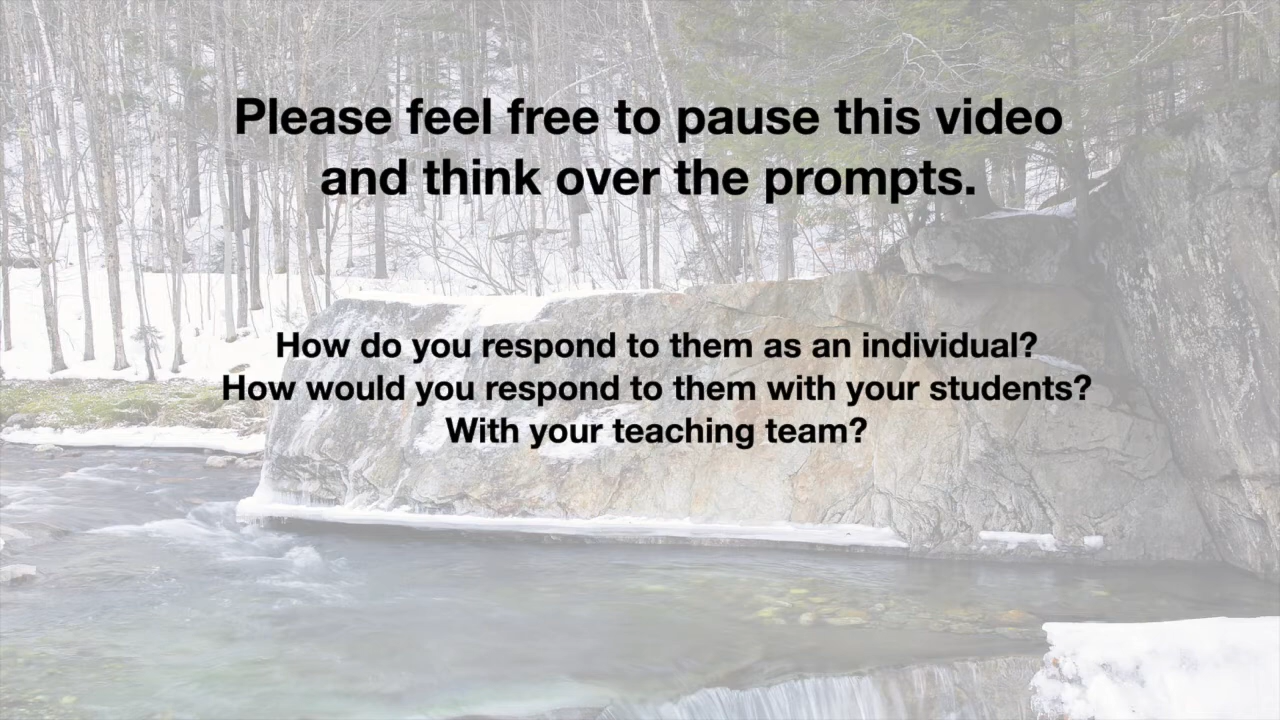 Please feel free to pause this video
and think over the prompts.
How do you respond to them as an individual?
How would you respond to them with your students?
With your teaching team?